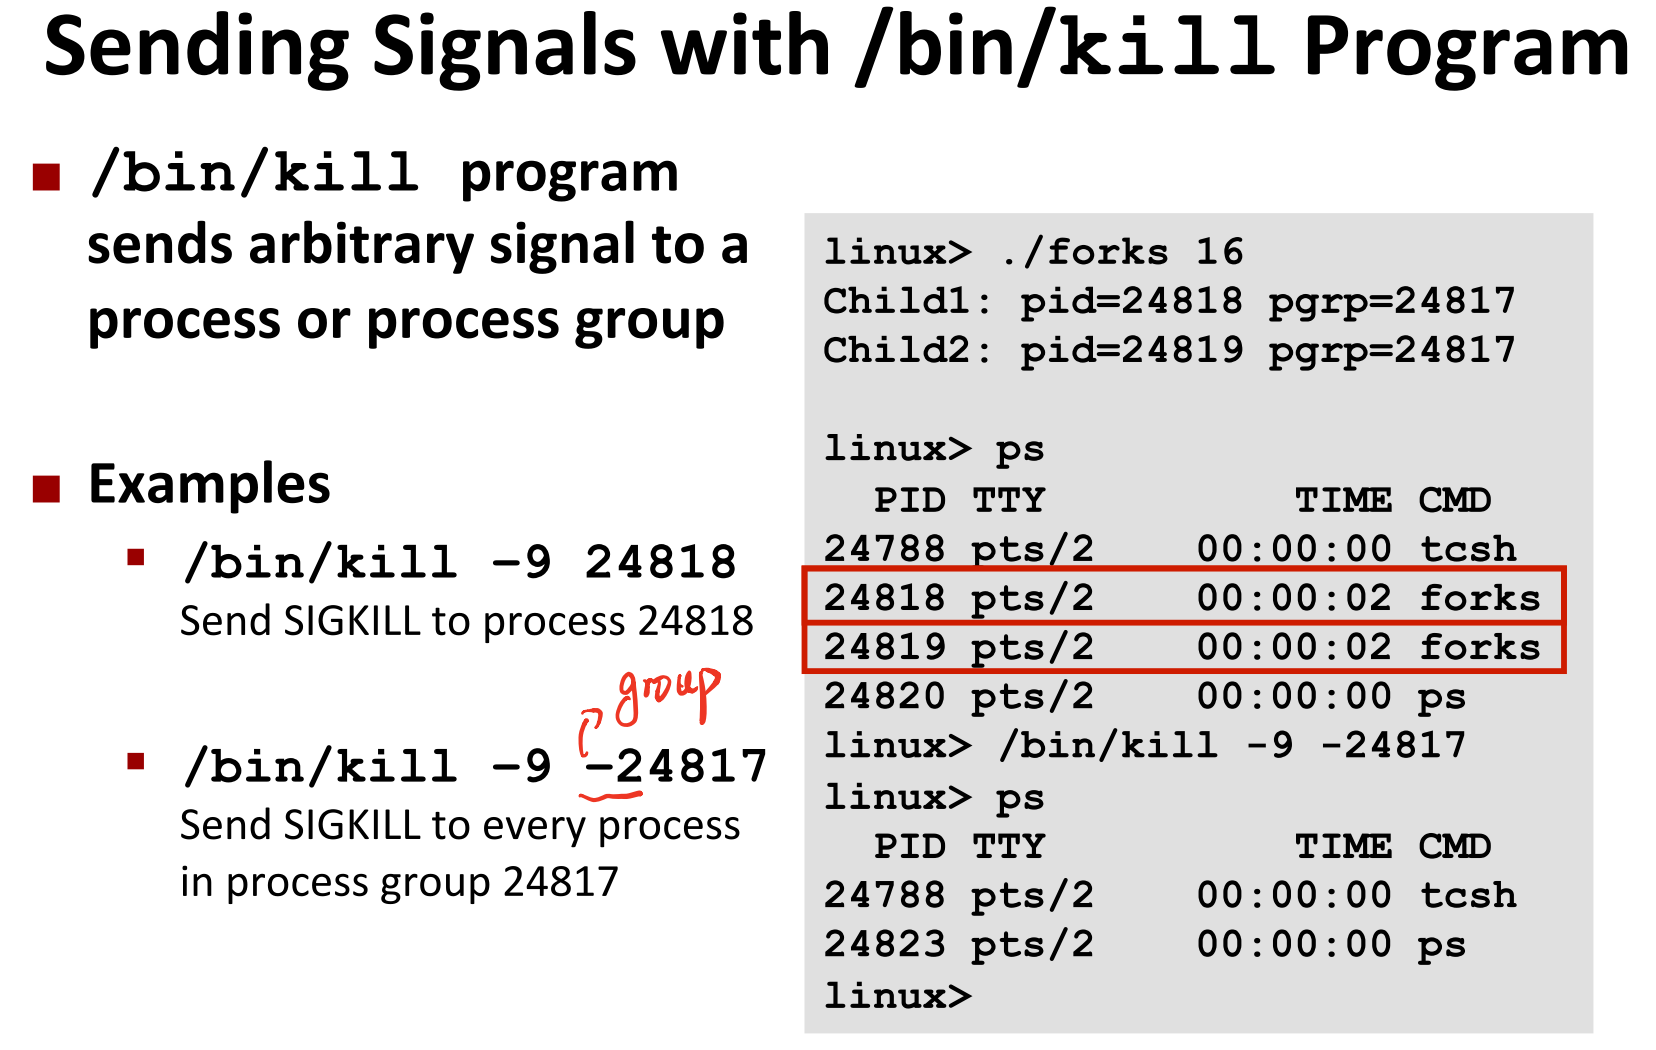 Sending Signals with /bin/kill Program
/bin/kill program
sends arbitrary signal to a
process or process group
Examples
/bin/kill –9 24818
Send SIGKILL to process 24818
group
/bin/kill –9 –24817
Send SIGKILL to every process
in process group 24817
linux> ./forks 16
Child1: pid=24818 pgrp=24817
Child2: pid=24819 pgrp=24817
linux> ps
PID TTY TIME CMD
24788 pts/2 00:00:00 tcsh
24818 pts/2 00:00:02 forks
24819 pts/2 00:00:02 forks
24820 pts/2 00:00:00 ps
linux> /bin/kill -9 -24817
linux> ps
PID TTY TIME CMD
24788 pts/2 00:00:00 tcsh
24823 pts/2 00:00:00 ps
linux>